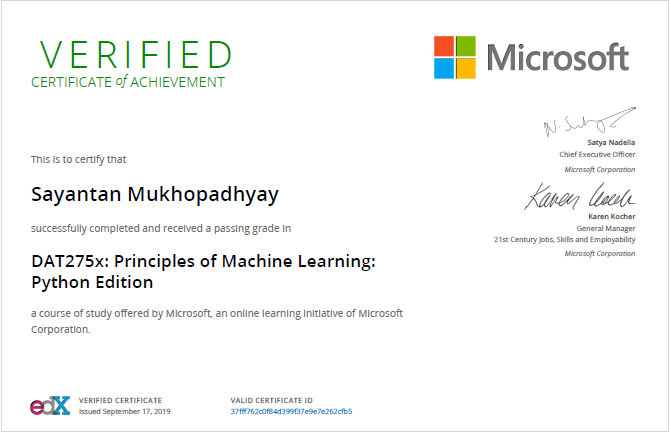 VERIFIED
CERTIFICATE of ACHIEVEMENT
Microsoft
This is to certify that
Sayantan Mukhopadhyay
successfully completed and received a passing grade in
DAT275x: Principles of Machine Learning:
Python Edition
a course of study offered by Microsoft, an online learning initiative of Microsoft
Corporation.
Satya Nadella
Chief Executive Officer
Microsoft Corporation
Karen Kocher
General Manager
21st Century Jobs, Skills and Employability
Microsoft Corporation
edX
VERIFIED CERTIFICATE
Issued September 17, 2019
VALID CERTIFICATE ID
37fff762c0f84d399f37e9e7e262cfb5